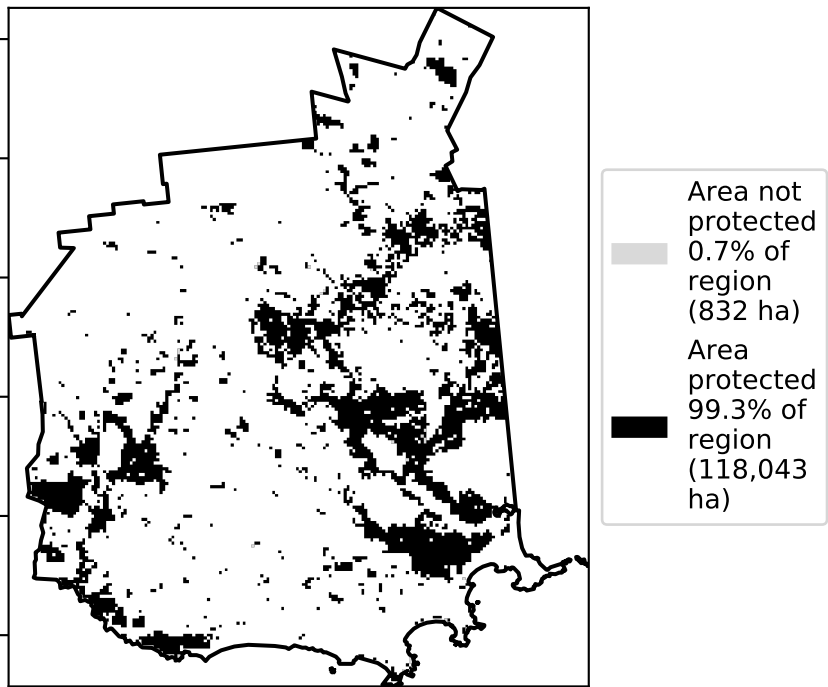 Area not
protected
0.7% of
region
(832 ha)
Area
protected
99.3% of
region
(118,043
ha)